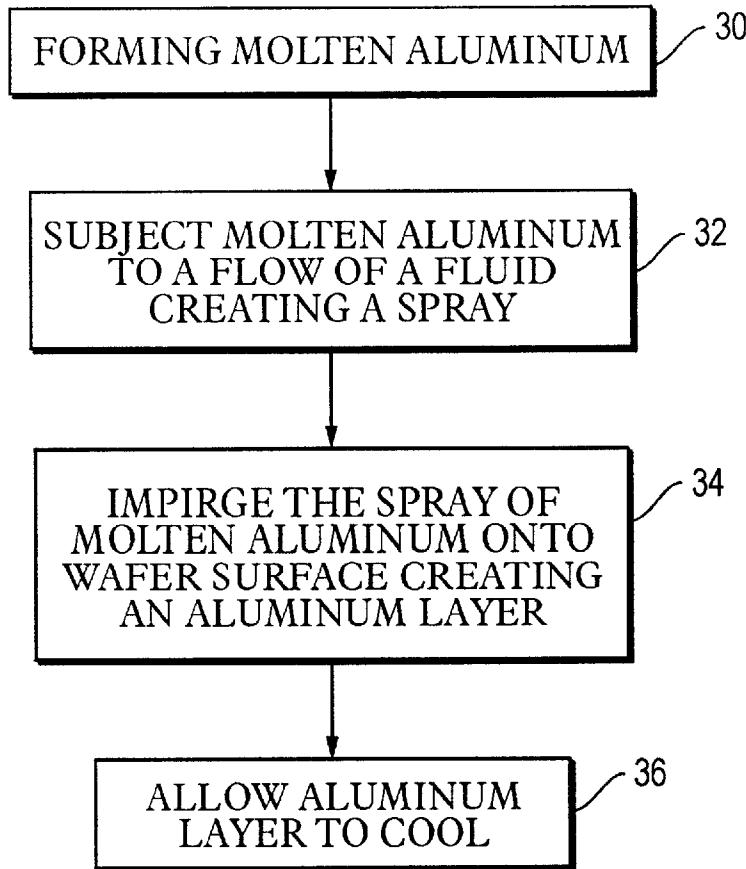 FORMING MOLTEN ALUMINUM
30
SUBJECT MOLTEN ALUMINUM
TO A FLOW OF A FLUID
CREATING A SPRAY
32
IMPIRGE THE SPRAY OF
MOLTEN ALUMINUM ONTO
WAFER SURFACE CREATING
AN ALUMINUM LAYER
34
ALLOW ALUMINUM
LAYER TO COOL
36